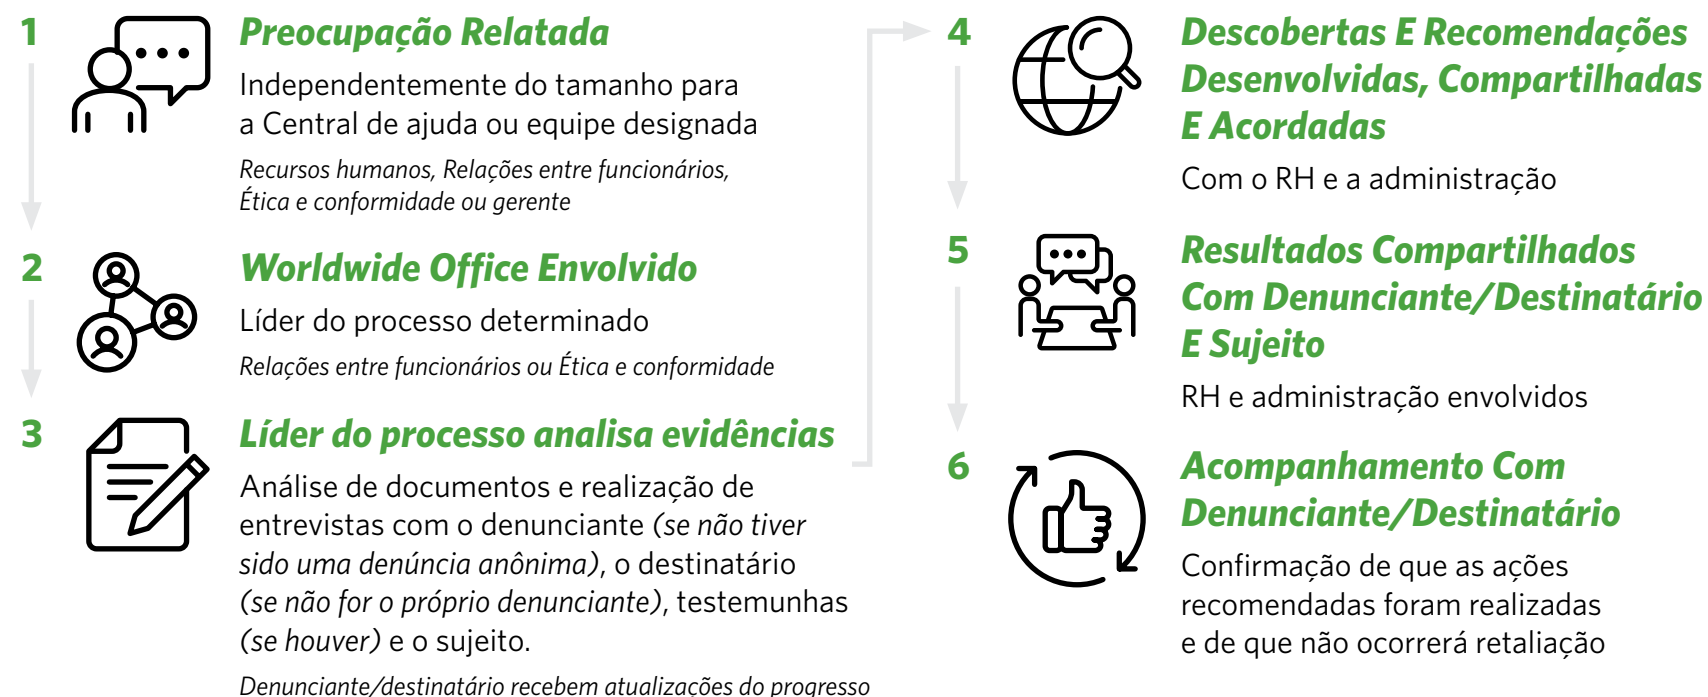 1
Preocupação Relatada
Independentemente do tamanho para
a Central de ajuda ou equipe designada
Recursos humanos, Relações entre funcionários,
Ética e conformidade ou gerente
2
Worldwide Office Envolvido
Líder do processo determinado
Relações entre funcionários ou Ética e conformidade
3
Líder do processo analisa evidências
Análise de documentos e realização de
entrevistas com o denunciante (se não tiver
sido uma denúncia anônima), o destinatário
(se não for o próprio denunciante), testemunhas
(se houver) e o sujeito.
Denunciante/destinatário recebem atualizações do progresso
4
Descobertas E Recomendações
Desenvolvidas, Compartilhadas
E Acordadas
Com o RH e a administração
5
Resultados Compartilhados
Com Denunciante/Destinatário
E Sujeito
RH e administração envolvidos
6
Acompanhamento Com
Denunciante/Destinatário
Confirmação de que as ações
recomendadas foram realizadas
e de que não ocorrerá retaliação